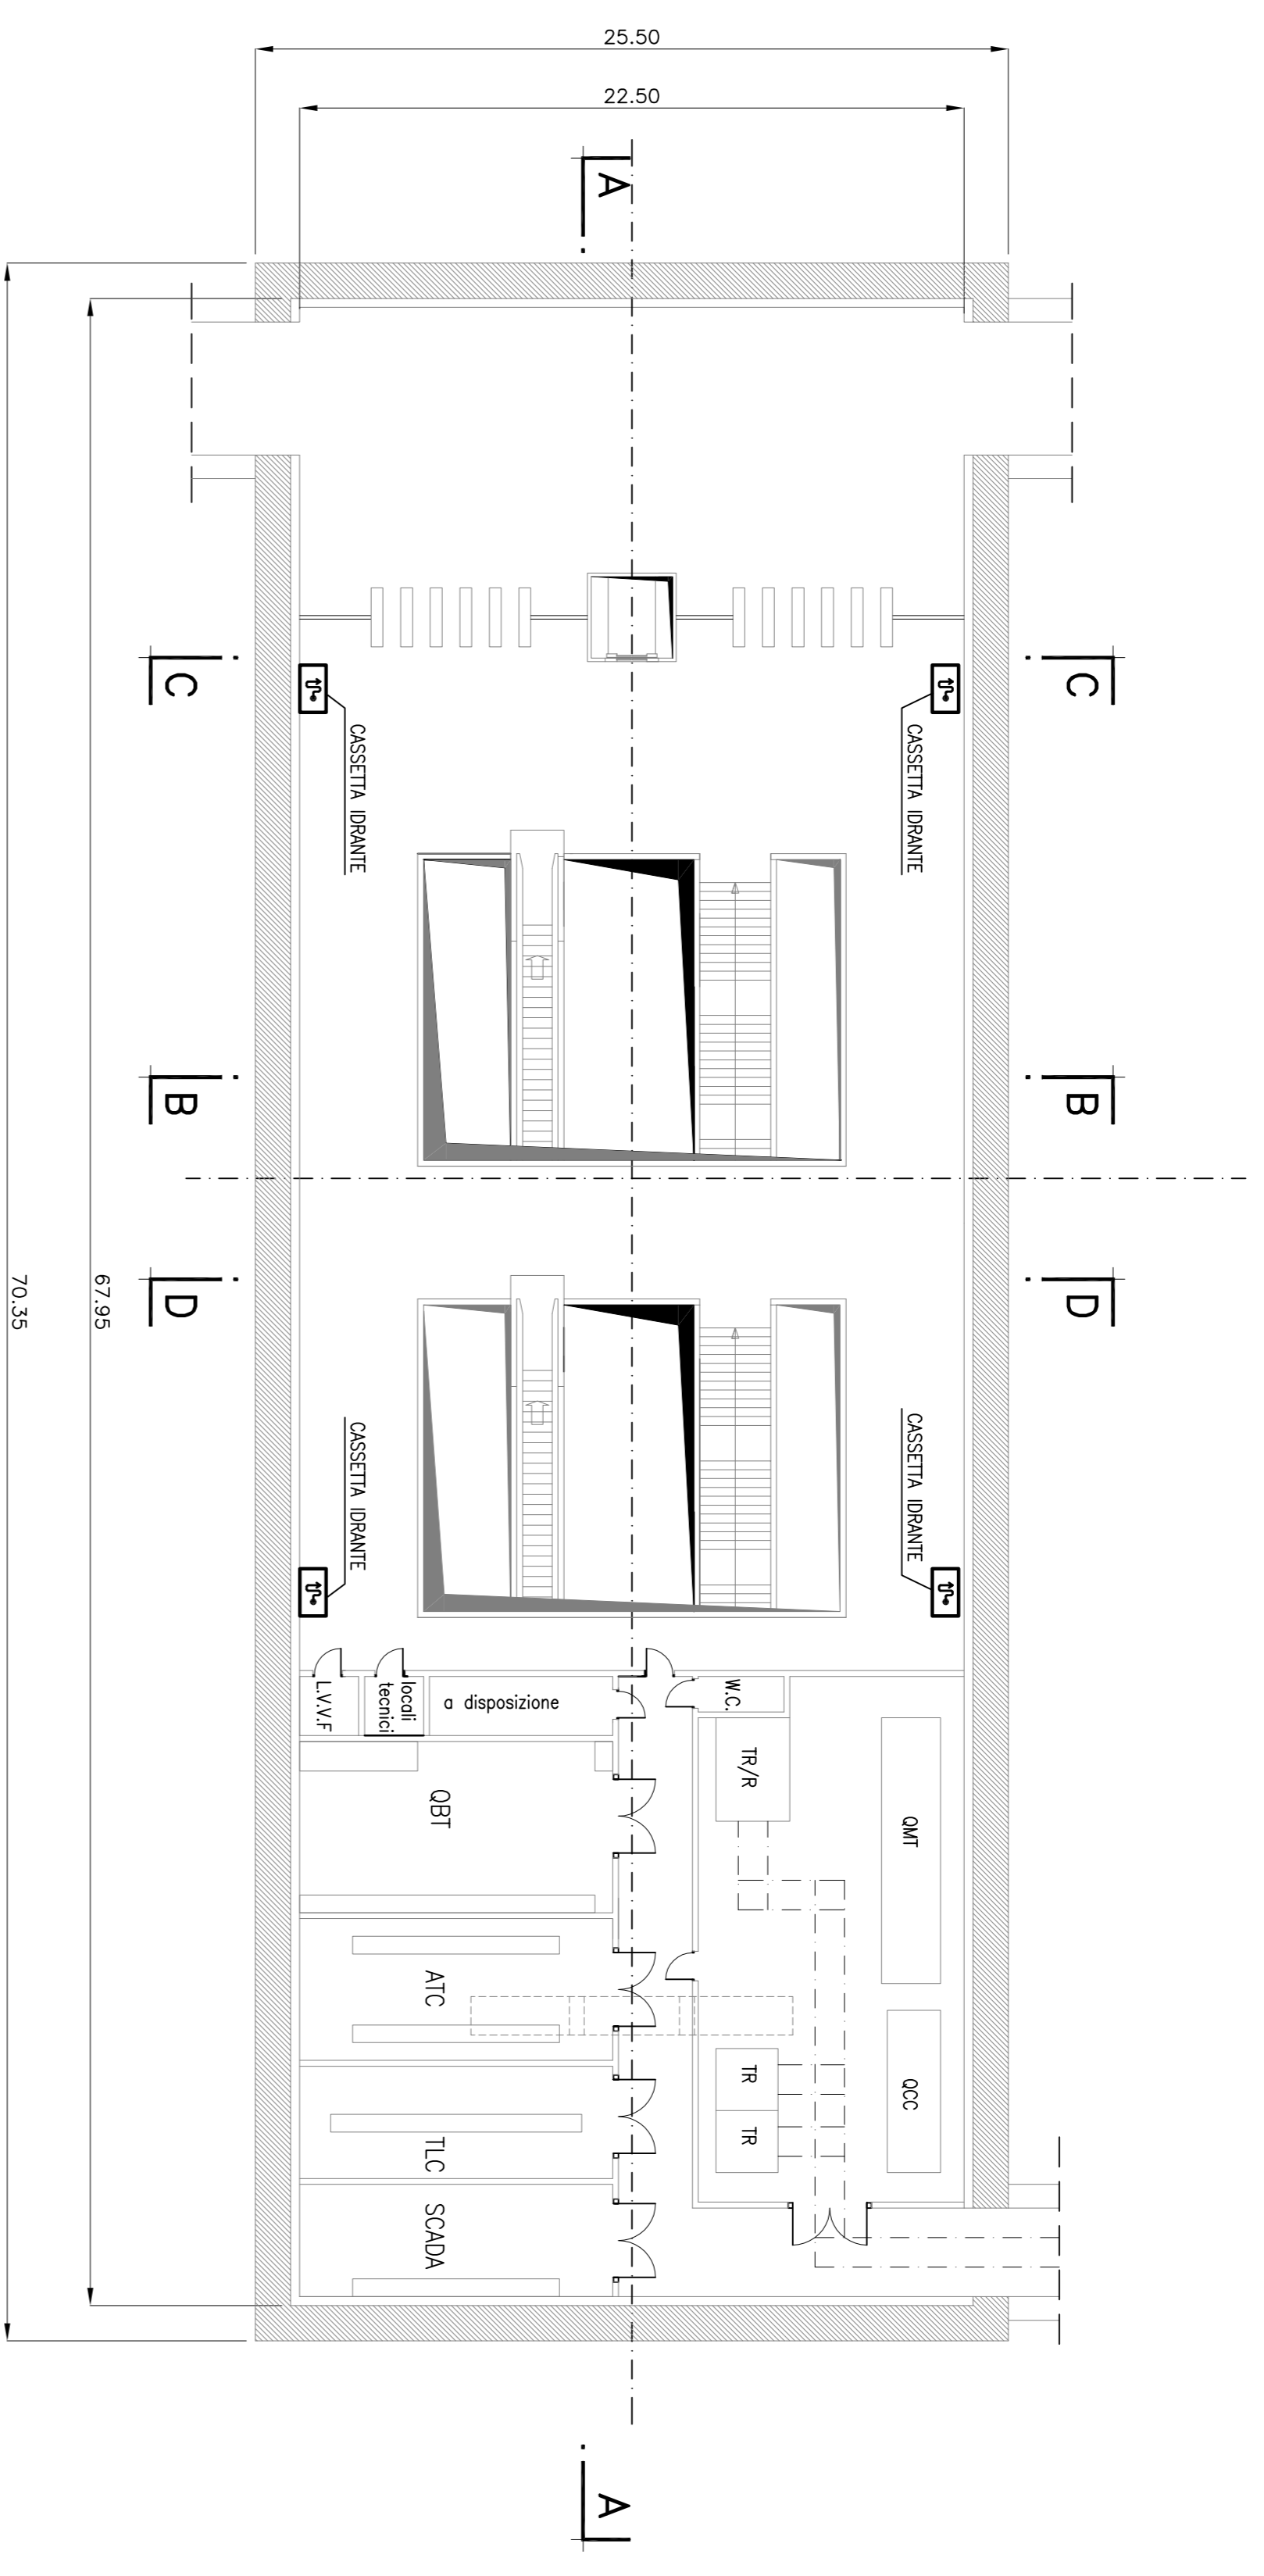 25.50
22.50
A
C
C
CASSETTA IDRANTE
CASSETTA IDRANTE
B
B
D
D
70.35
67.95
CASSETTA IDRANTE
CASSETTA IDRANTE
L.V.V.F
locali
tecnici
a disposizione
W.C.
TR/R
QMT
QBT
ATC
TR
TR
QCC
TLC
SCADA
A